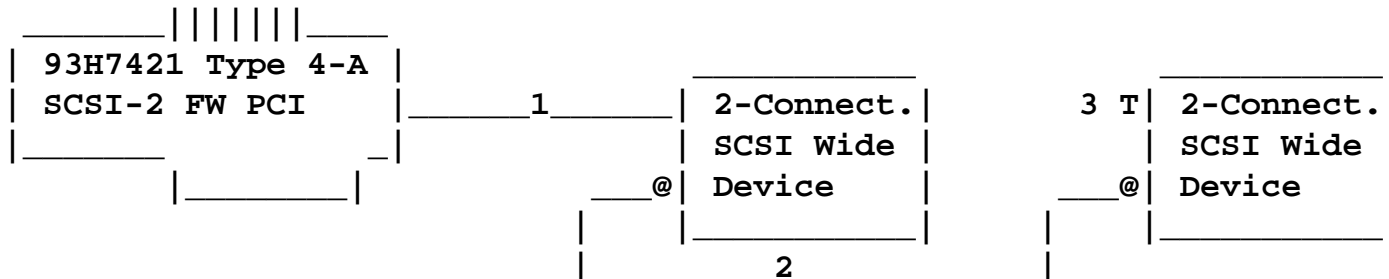 93H7421 Type 4-A
SCSI-2 FW PCI 1 2-Connect. 3 T 2-Connect.
SCSI Wide SCSI Wide
@ Device @ Device
2